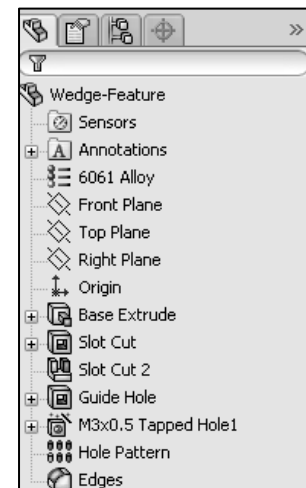 »
Wedge-Feature
Sensors
A Annotations
6061 Alloy
Front Plane
Top Plane
Right Plane
Origin
Base Extrude
Slot Cut
Slot Cut 2
Guide Hole
M3x0.5 Tapped Hole1
Hole Pattern
Edges